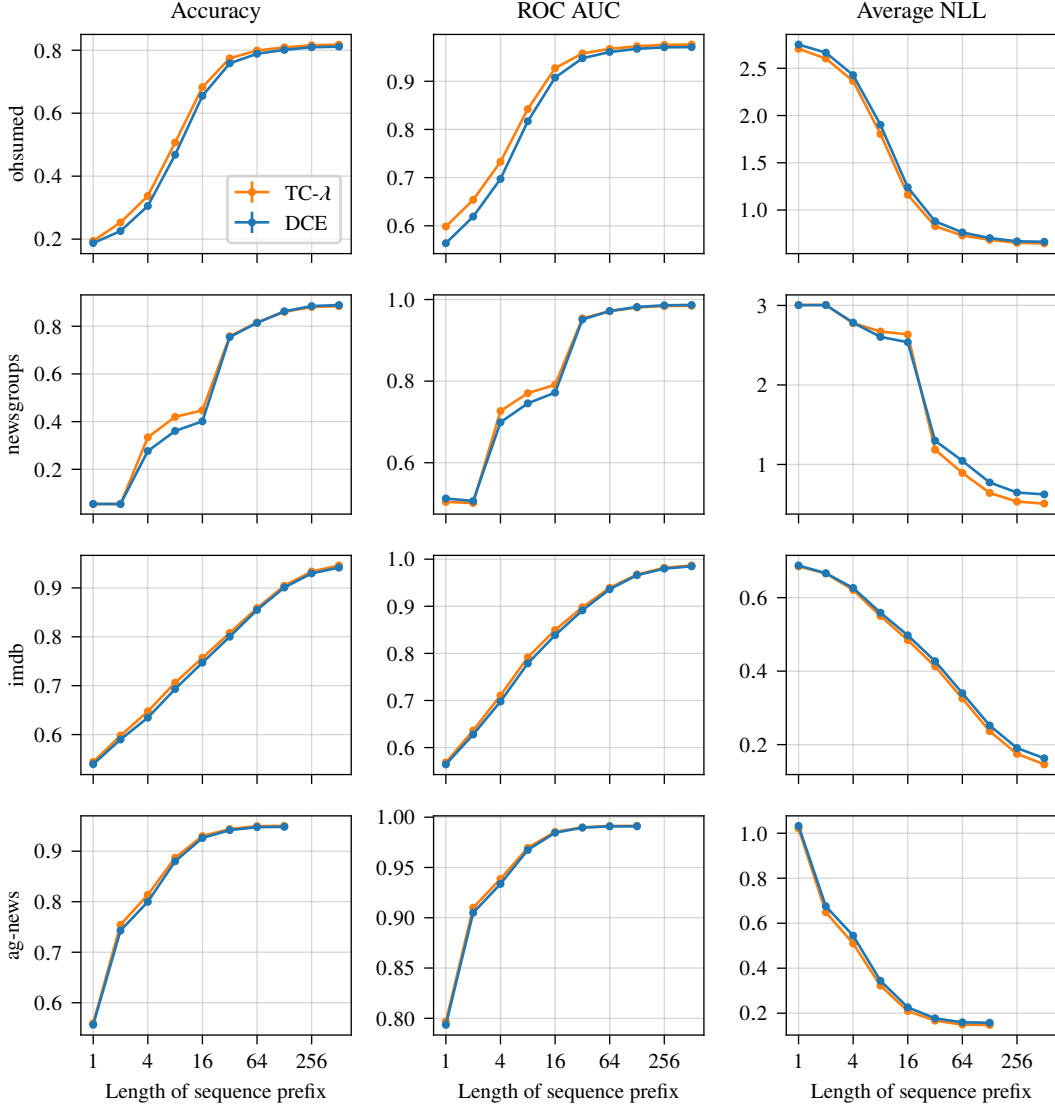 Accuracy ROC AUC Average NLL
ohsumed
0.8 0.6 0.4 0.2
TC-λ
DCE
0.9 0.8 0.7 0.6
2.5 2.0 1.5 1.0
newsgroups
0.8 0.6 0.4 0.2
1.0 0.8 0.6
3 2 1
imdb
0.9 0.8 0.7 0.6
1.0 0.9 0.8 0.7 0.6
0.6 0.4 0.2
ag-news
0.9 0.8 0.7 0.6
1.00 0.95 0.90 0.85 0.80
1.0 0.8 0.6 0.4 0.2
1 4 16 64 256 1 4 16 64 256 1 4 16 64 256
Length of sequence prefix Length of sequence prefix Length of sequence prefix